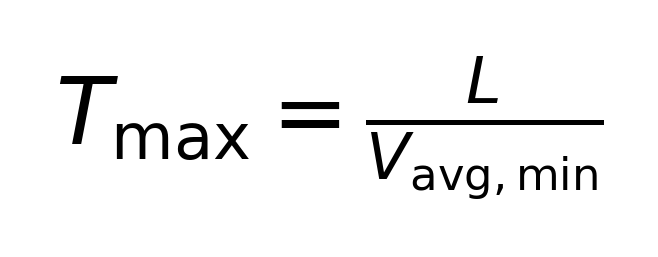 T_max = L / V_avg, min